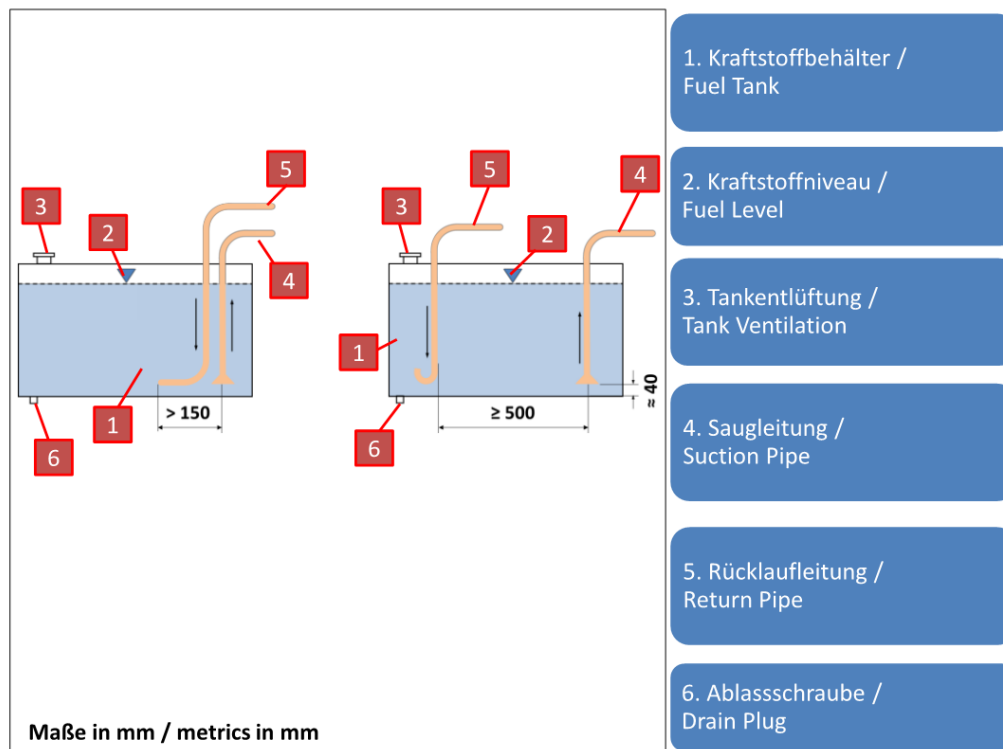 5
4
3
2
4
1
> 150
6
5
4
3
2
1
≥ 500
≈ 40
6
Maße in mm / metrics in mm
1. Kraftstoffbehälter /
Fuel Tank
2. Kraftstoffniveau /
Fuel Level
3. Tankentlüftung /
Tank Ventilation
4. Saugleitung /
Suction Pipe
5. Rücklaufleitung /
Return Pipe
6. Ablassschraube /
Drain Plug